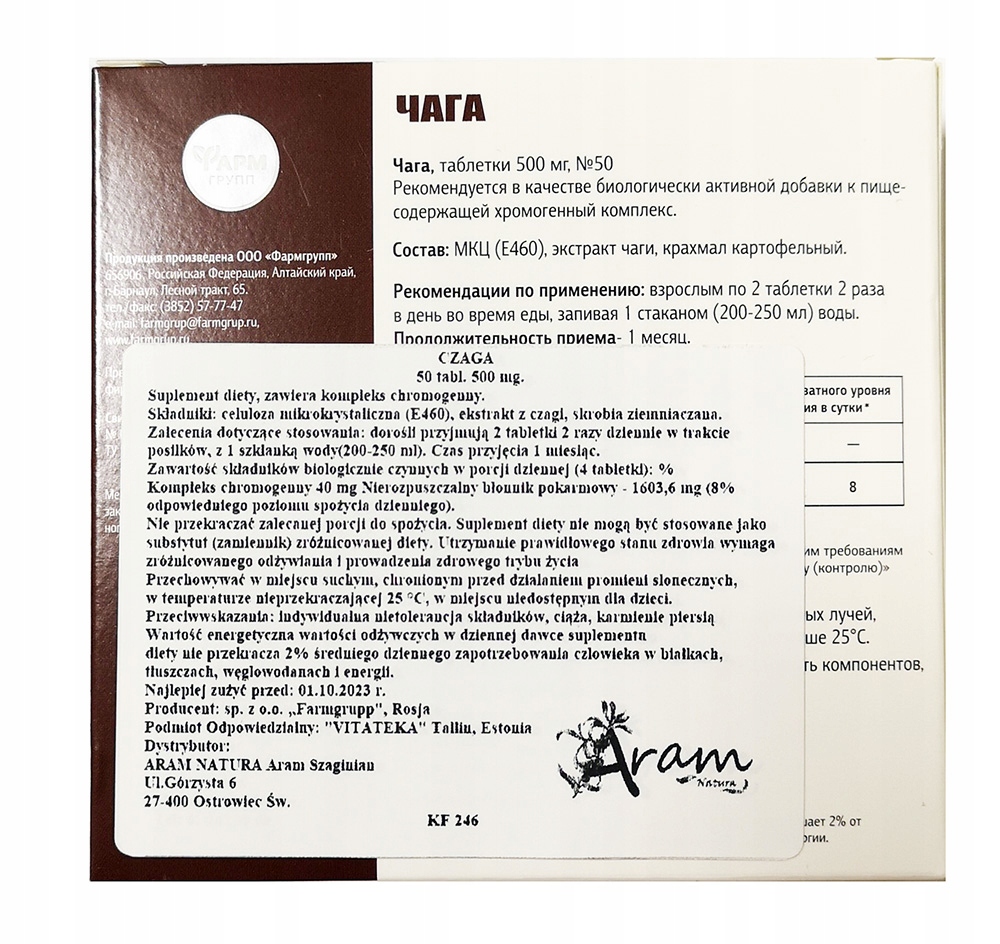 ФАРМ
ГРУПП
Продукция произведена ООО «Фармгрупп»
656906, Российская Федерация, Алтайский край,
г. Барнаул, Лесной тракт, 65.
тел./факс: (3852) 57-77-47
e-mail: farmgrup@farmgrup.ru,
www.farmgrup.ru
ЧАГА
Чага, таблетки 500 мг, №50
Рекомендуется в качестве биологически активной добавки к пище-
содержащей хромогенный комплекс.
Состав: МКЦ (Е460), экстракт чаги, крахмал картофельный.
Рекомендации по применению: взрослым по 2 таблетки 2 раза
в день во время еды, запивая 1 стаканом (200-250 мл) воды.
Продолжительность приема- 1 месяц.
ватного уровня
ия в сутки*
—
8
им требованиям
у (контролю)»
ых лучей,
ше 25°С.
ть компонентов,
ает 2% от
гии.
CZAGA
50 tabl. 500 mg.
Suplement diety, zawiera kompleks chromogenny.
Składniki: celuloza mikrokrystaliczna (E460), ekstrakt z czagi, skrobia ziemniaczana.
Zalecenia dotyczące stosowania: dorośli przyjmują 2 tabletki 2 razy dziennie w trakcie
posiłków, z 1 szklanką wody(200-250 ml). Czas przyjęcia 1 miesiąc.
Zawartość składników biologicznie czynnych w porcji dziennej (4 tabletki): %
Kompleks chromogenny 40 mg Nierozpuszczalny błonnik pokarmowy - 1603,6 mg (8%
odpowiedniego poziomu spożycia dziennego).
Nie przekraczać zalecanej porcji do spożycia. Suplement diety nie mogą być stosowane jako
substytut (zamiennik) zróżnicowanej diety. Utrzymanie prawidłowego stanu zdrowia wymaga
zróżnicowanego odżywiania i prowadzenia zdrowego trybu życia
Przechowywać w miejscu suchym, chronionym przed działaniem promieni słonecznych,
w temperaturze nieprzekraczającej 25 °C, w miejscu niedostępnym dla dzieci.
Przeciwwskazania: indywidualna nietolerancja składników, ciąża, karmienie piersią
Wartość energetyczna wartości odżywczych w dziennej dawce suplementu
diety nie przekracza 2% średniego dziennego zapotrzebowania człowieka w białkach,
tłuszczach, węglowodanach i energii.
Najlepiej zużyć przed: 01.10.2023 r.
Producent: sp. z o.o. „Farmgrupp", Rosja
Podmiot Odpowiedzialny: "VITATEKA" Tallin, Estonia
Dystrybutor:
ARAM NATURA Aram Szaginian
Ul.Górzysta 6
27-400 Ostrowiec Św.
KF 246
Aram
Natura